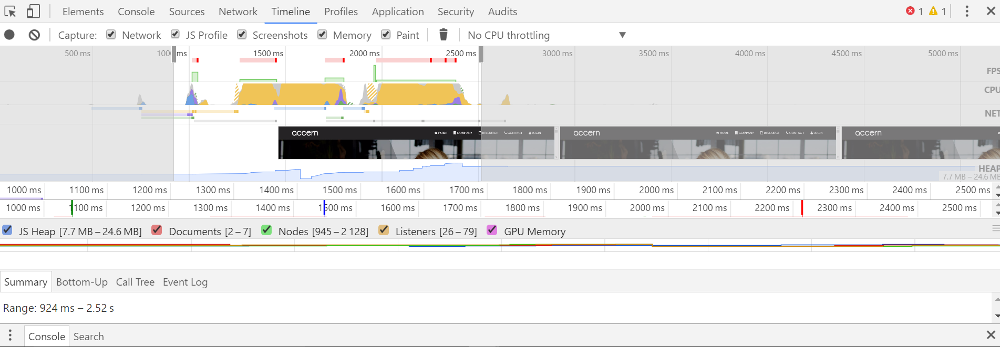 Elements Console Sources Network Timeline Profiles Application Security Audits 1 1
Capture: Network JS Profile Screenshots Memory Paint No CPU throttling
500 ms 1000 ms 1500 ms 2000 ms 2500 ms 3000 ms 3500 ms 4000 ms 4500 ms 5000 ms
FPS
CPU
NET
accern HOME COMPANY RESOURCE CONTACT LOGIN accern HOME COMPANY RESOURCE CONTACT LOGIN accern
HEAP
7.7 MB – 24.6 MB
1000 ms 1100 ms 1200 ms 1300 ms 1400 ms 1500 ms 1600 ms 1700 ms 1800 ms 1900 ms 2000 ms 2100 ms 2200 ms 2300 ms 2400 ms 2500 ms
1000 ms 1100 ms 1200 ms 1300 ms 1400 ms 1500 ms 1600 ms 1700 ms 1800 ms 1900 ms 2000 ms 2100 ms 2200 ms 2300 ms 2400 ms 2500 ms
JS Heap [7.7 MB – 24.6 MB] Documents [2 – 7] Nodes [945 – 2 128] Listeners [26 – 79] GPU Memory
Summary Bottom-Up Call Tree Event Log
Range: 924 ms – 2.52 s
Console Search